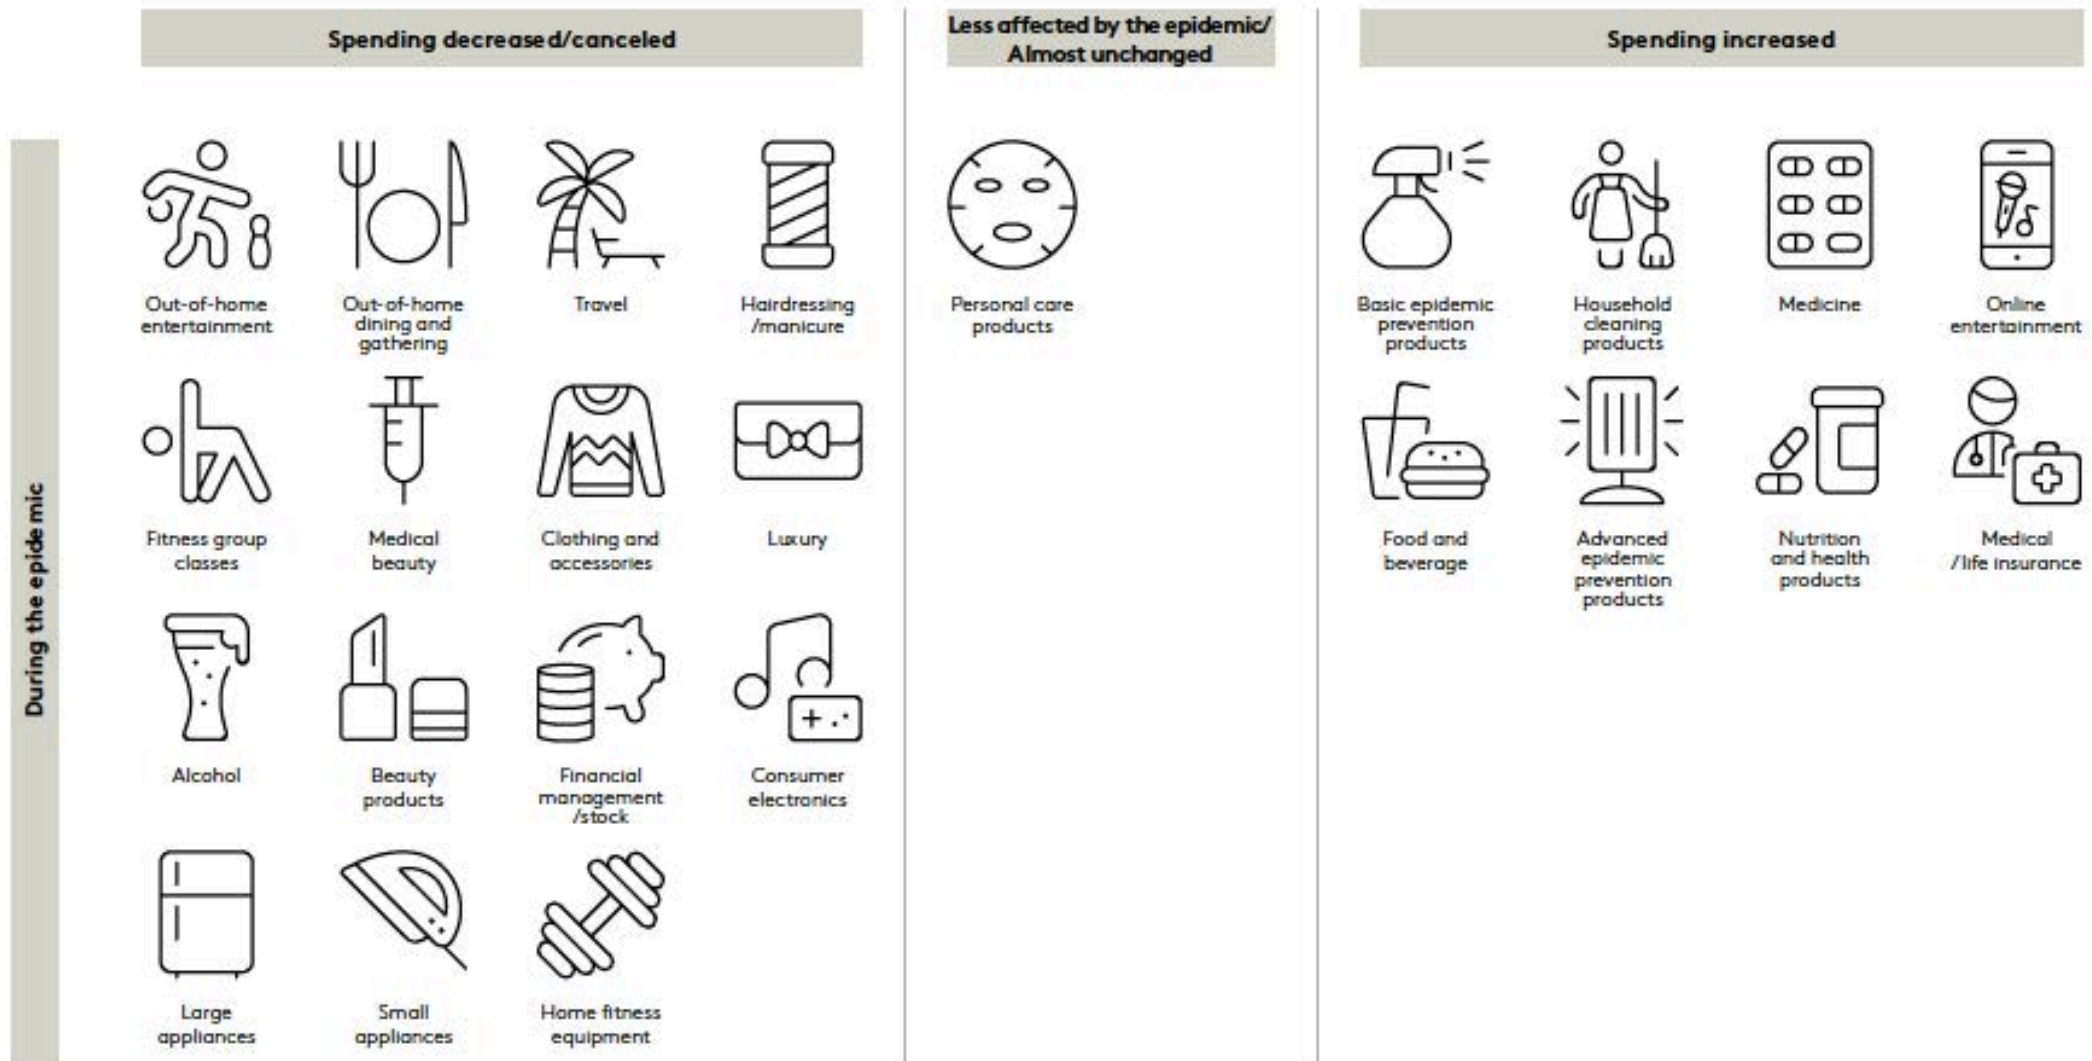 Spending decreased/canceled
Less affected by the epidemic/
Almost unchanged
Spending increased
During the epidemic
Out-of-home
entertainment
Out-of-home
dining and
gathering
Travel
Hairdressing
/manicure
Personal care
products
Basic epidemic
prevention
products
Household
cleaning
products
Medicine
Online
entertainment
Fitness group
classes
Medical
beauty
Clothing and
accessories
Luxury
Food and
beverage
Advanced
epidemic
prevention
products
Nutrition
and health
products
Medical
/life insurance
Alcohol
Beauty
products
Financial
management
/stock
Consumer
electronics
Large
appliances
Small
appliances
Home fitness
equipment